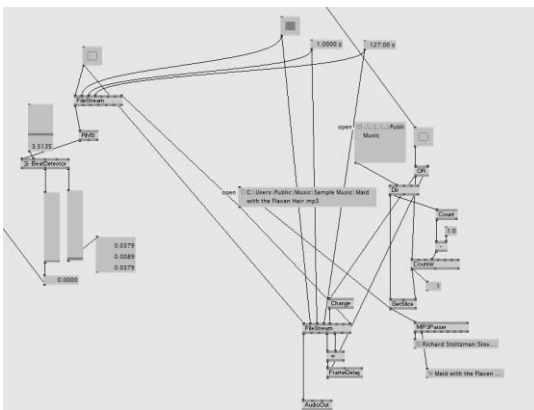 1.0000 s
127.00 s
FileStream
RMS
3.5135
BeatDetector
open
Music
OR
Dir
open
C:\Users\Public\Music\Sample Music\Maid
with the Flaxen Hair.mp3
Count
1.0
-
Counter
1
0.0379
0.0089
0.0379
0.0000
Change
GetSlice
FileStream
MP3Parser
=
Richard Stoltzman/Slov...
FrameDelay
Maid with the Flaxen ...
AudioOut